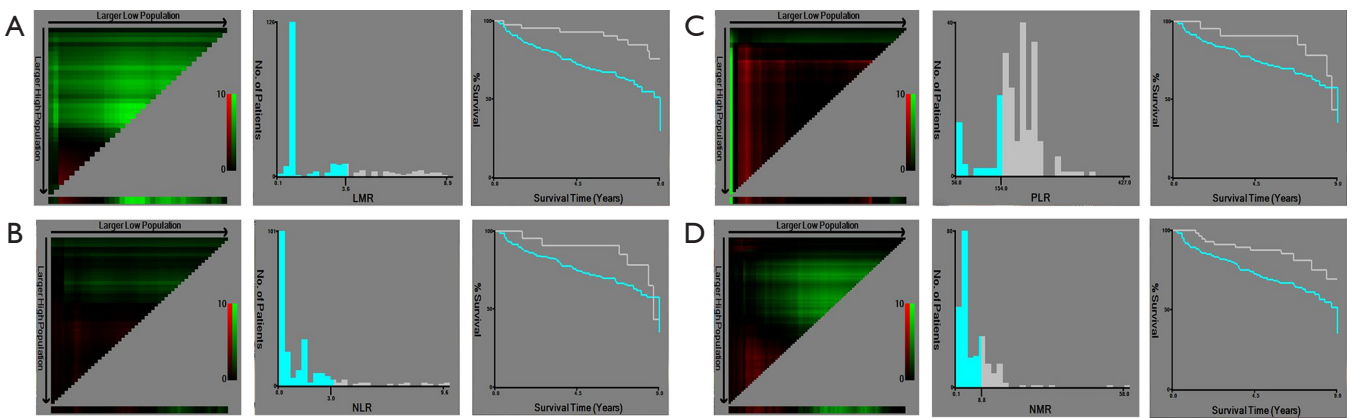 A
Larger Low Population
Larger High Population
10
0
No. of Patients
120
0
0.1
3.6
8.9
LMR
% Survival
100
50
0
0.0
4.5
9.0
Survival Time (Years)
C
Larger Low Population
Larger High Population
10
0
No. of Patients
40
0
56.0
154.0
427.0
PLR
% Survival
100
50
0
0.0
4.5
9.0
Survival Time (Years)
B
Larger Low Population
Larger High Population
10
0
No. of Patients
101
0
3.0
9.6
NLR
% Survival
100
50
0
0.0
4.5
Survival Time (Years)
D
Larger Low Population
Larger High Population
10
0
No. of Patients
80
0
0.1
NMR
% Survival
100
50
0
0.0
4.5
9.0
Survival Time (Years)